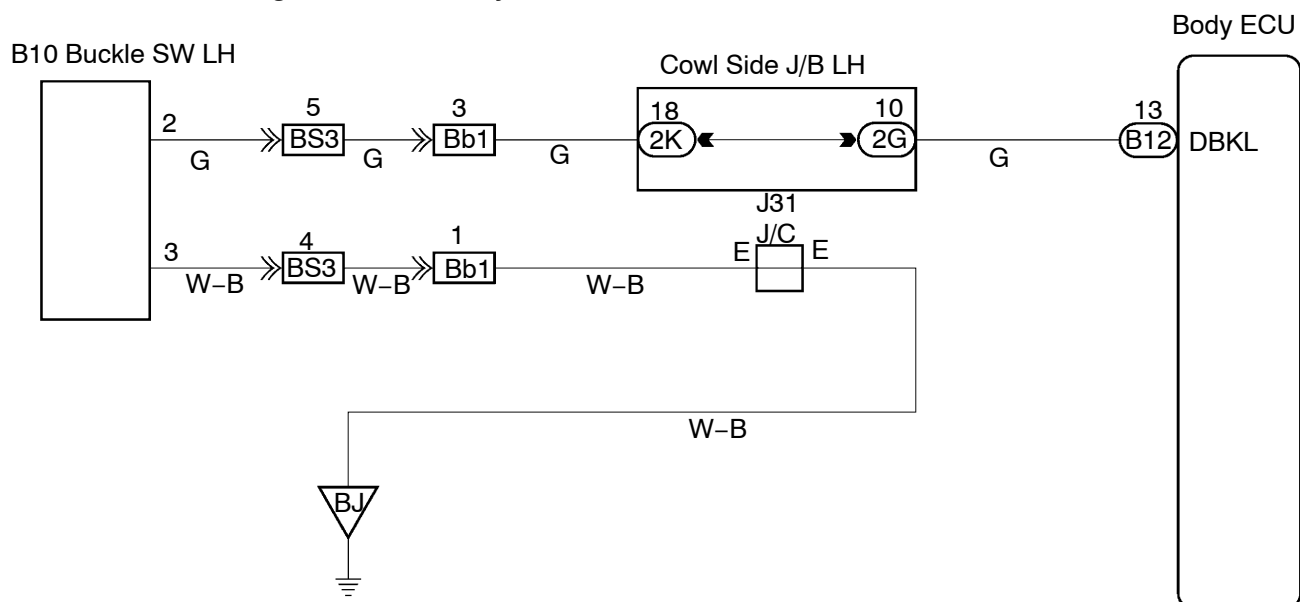 Body ECU
B10 Buckle SW LH
Cowl Side J/B LH
2 5 3 18 10 13
BS3 Bb1 2K 2G B12 DBKL
G G G G
J31
J/C
3 4 1 E E
BS3 Bb1
W–B W–B W–B
W–B
BJ